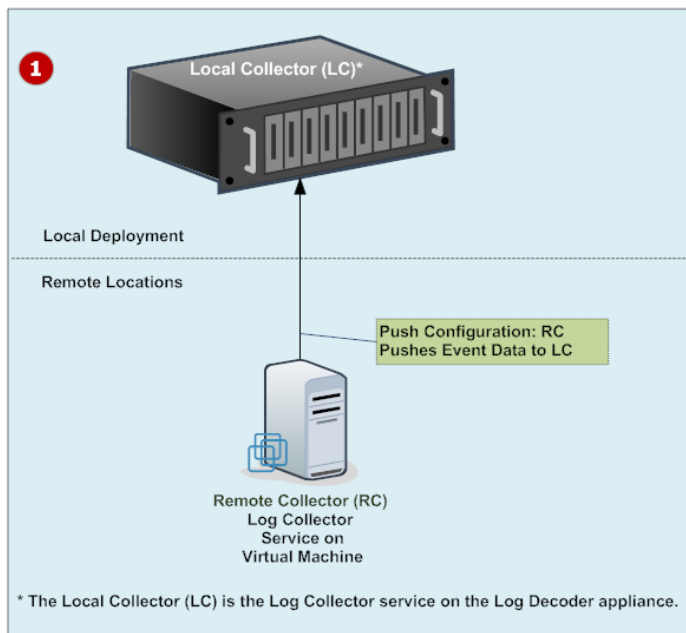 1
Local Collector (LC)*
Local Deployment
Remote Locations
Push Configuration: RC
Pushes Event Data to LC
Remote Collector (RC)
Log Collector
Service on
Virtual Machine
* The Local Collector (LC) is the Log Collector service on the Log Decoder appliance.